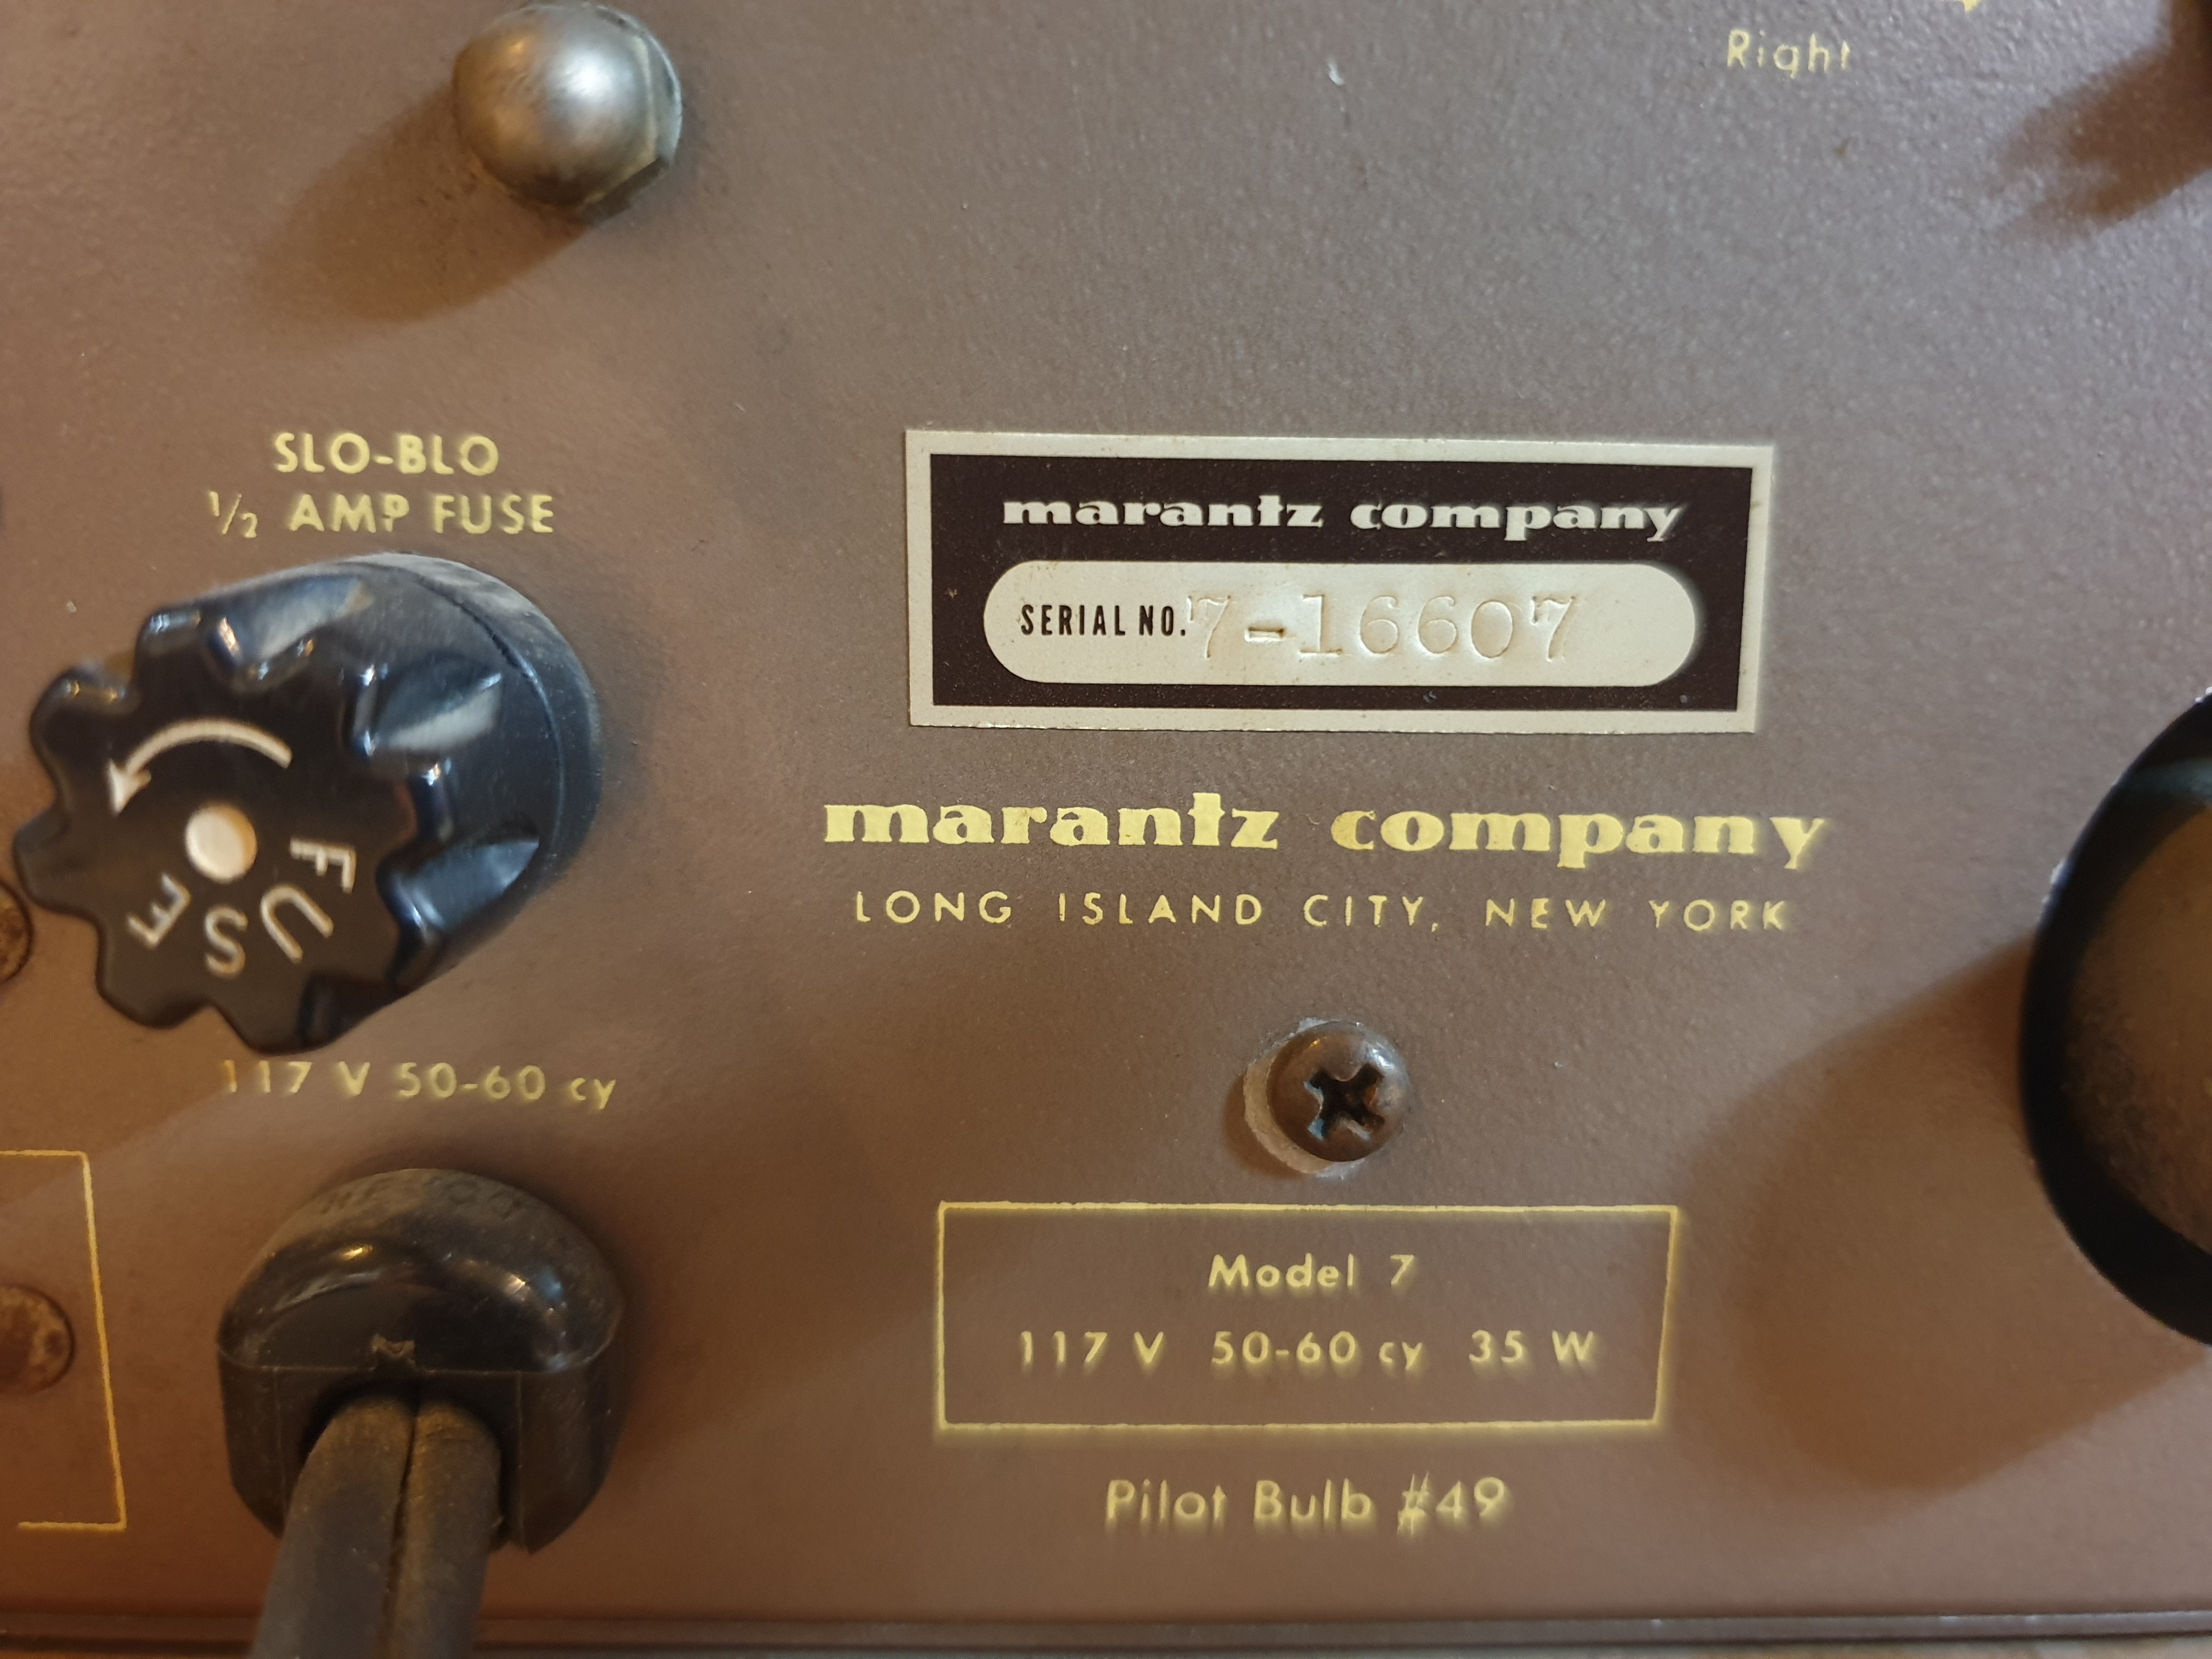 Right
SLO-BLO
½ AMP FUSE
FUSE
117 V 50-60 cy
marantz company
SERIAL NO. 7-16607
marantz company
LONG ISLAND CITY, NEW YORK
Model 7
117 V 50-60 cy 35 W
Pilot Bulb #49